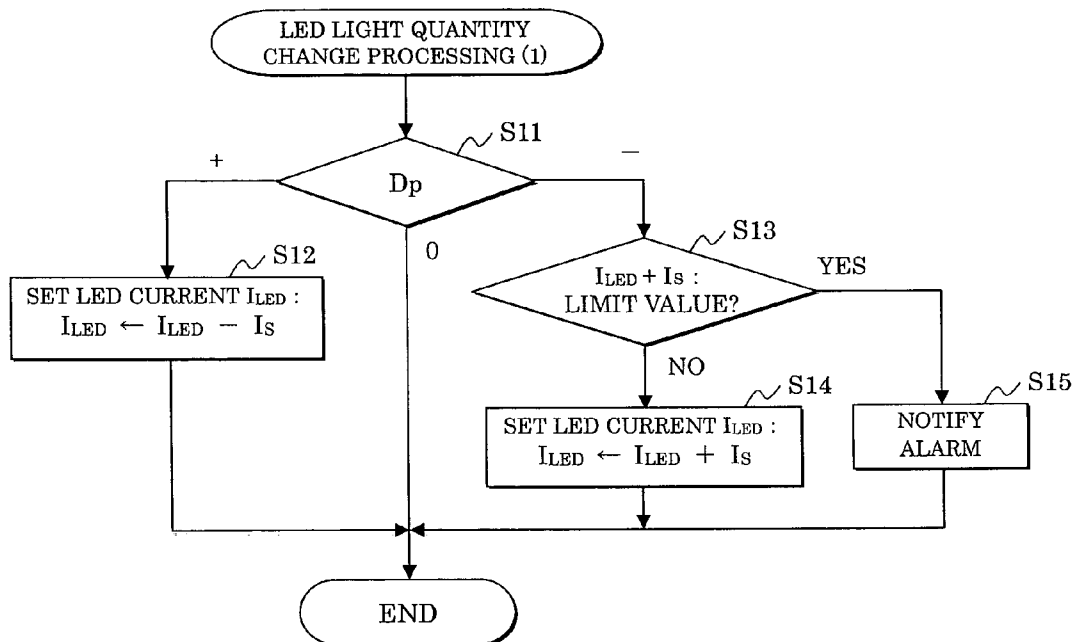 LED LIGHT QUANTITY
CHANGE PROCESSING (1)
S11
+
−
Dp
0
S12
SET LED CURRENT ILED :
ILED ← ILED − IS
S13
ILED + IS :
LIMIT VALUE?
YES
NO
S14
SET LED CURRENT ILED :
ILED ← ILED + IS
S15
NOTIFY
ALARM
END